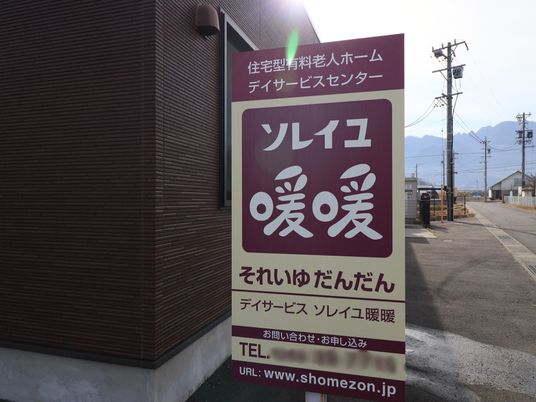 住宅型有料老人ホーム
デイサービスセンター
ソレイユ
暖暖
それいゆ だんだん
デイサービス ソレイユ暖暖
お問い合わせ・お申し込み
TEL.
URL: www.shomezon.jp